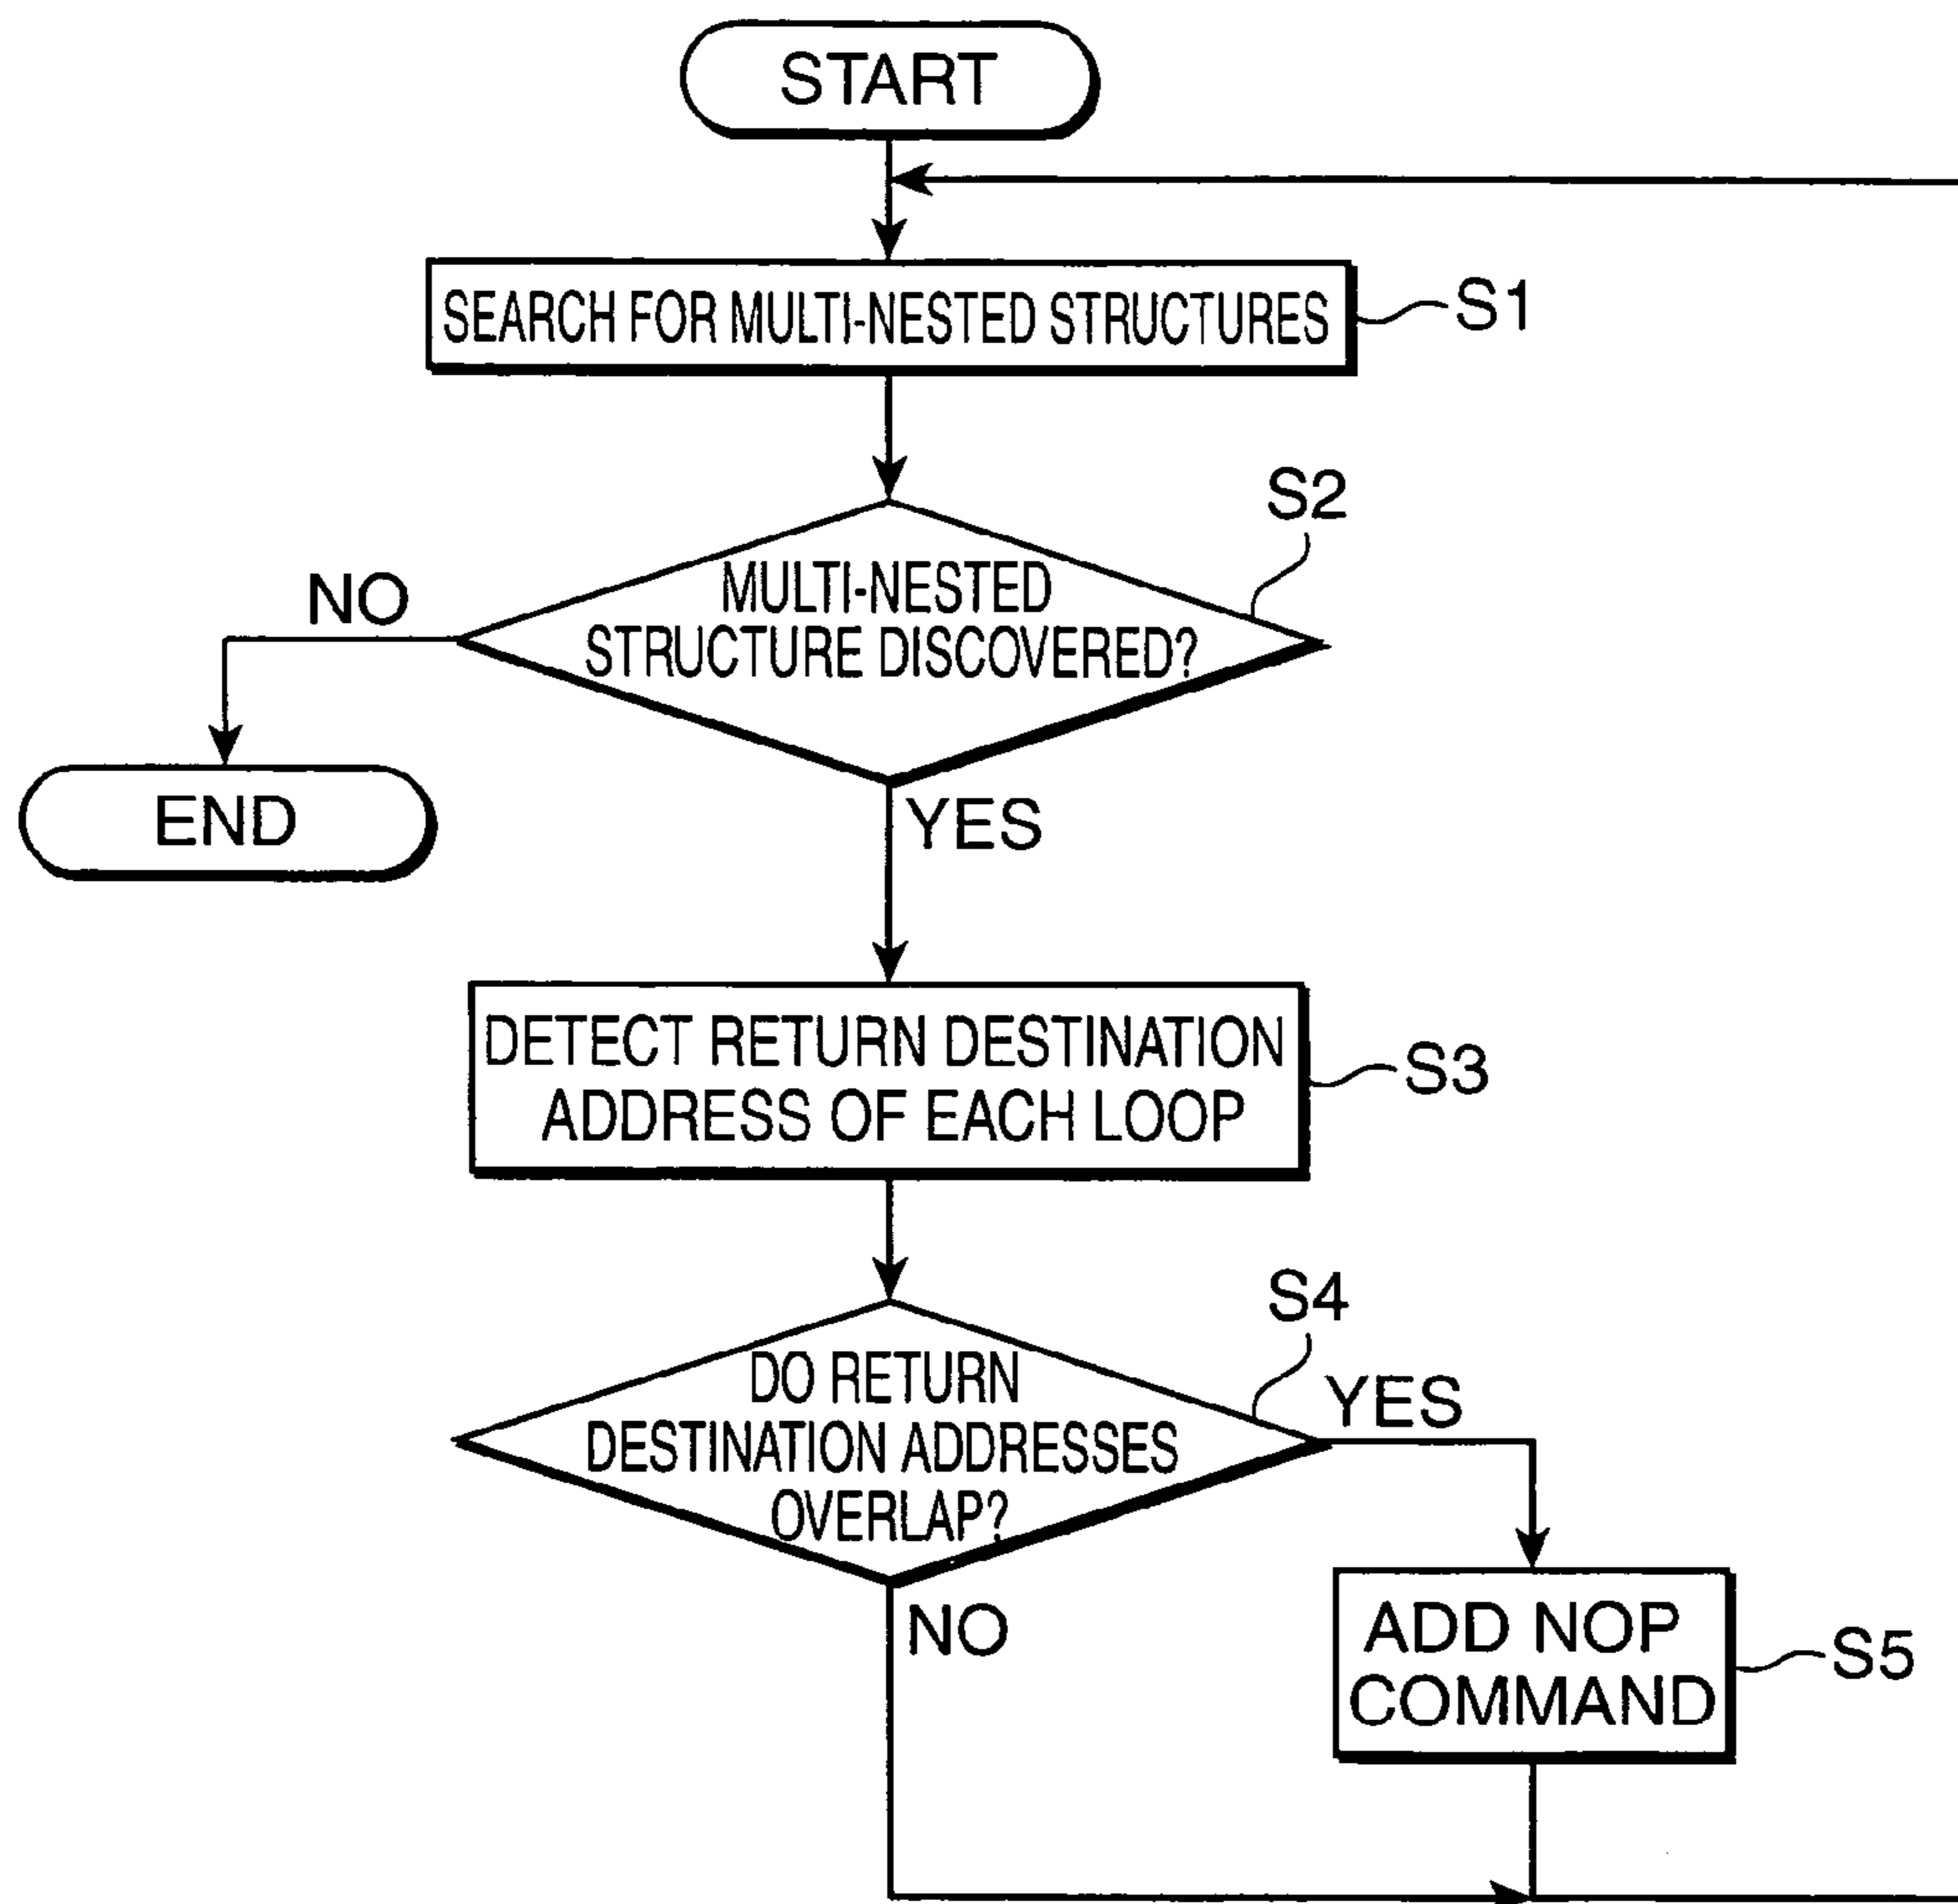 START
SEARCH FOR MULTI-NESTED STRUCTURES
S1
S2
MULTI-NESTED
STRUCTURE DISCOVERED?
NO
END
YES
DETECT RETURN DESTINATION
ADDRESS OF EACH LOOP
S3
S4
DO RETURN
DESTINATION ADDRESSES
OVERLAP?
YES
NO
ADD NOP
COMMAND
S5